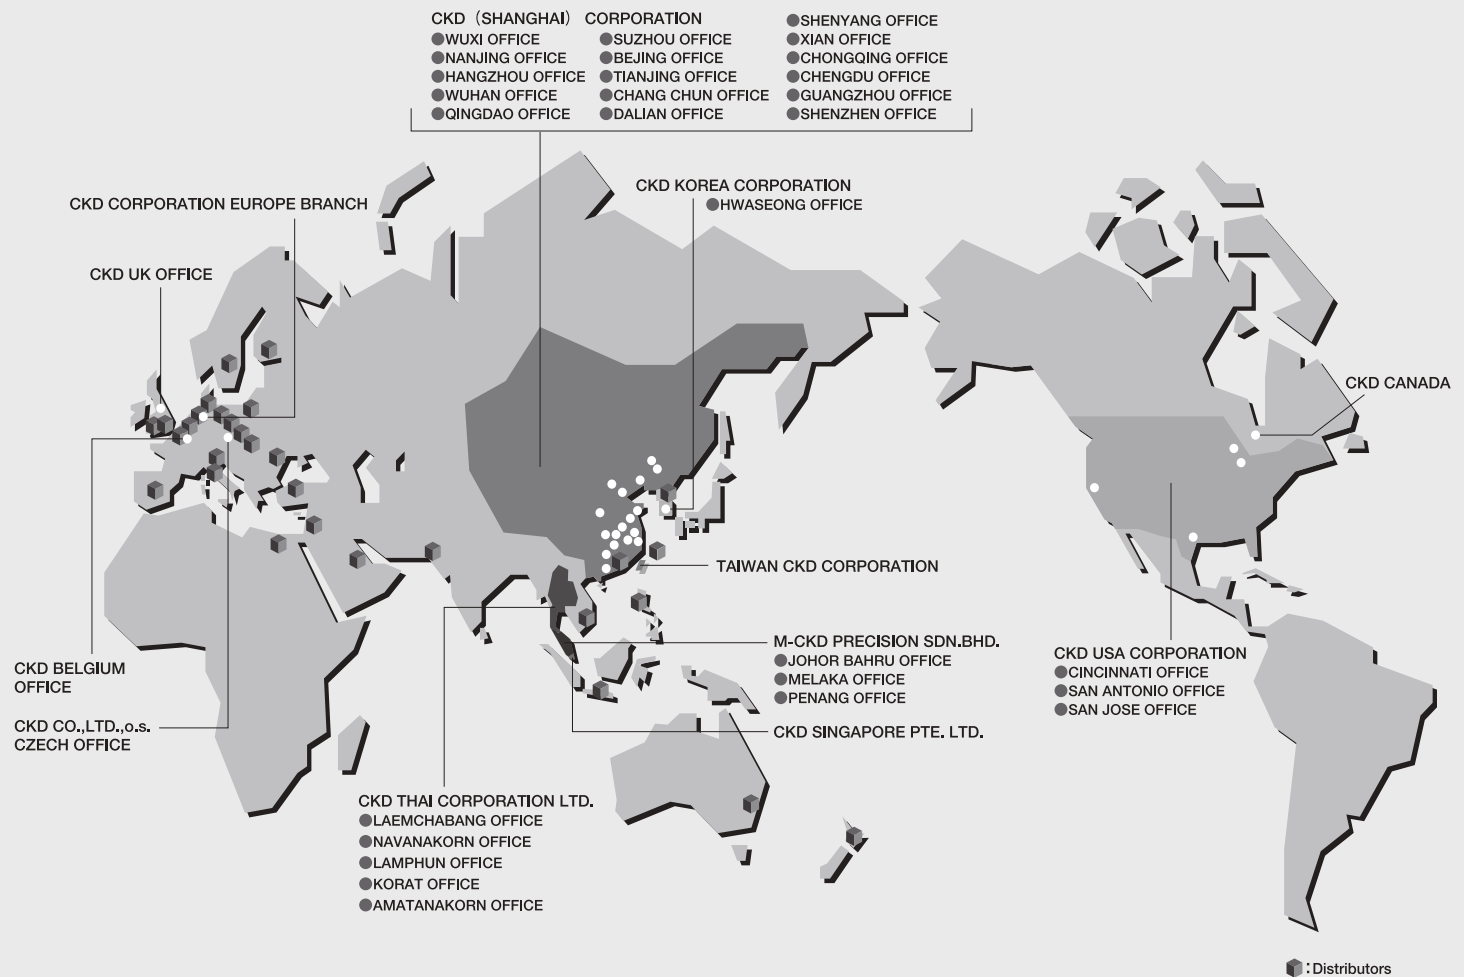 CKD（SHANGHAI） CORPORATION
●WUXI OFFICE
●NANJING OFFICE
●HANGZHOU OFFICE
●WUHAN OFFICE
●QINGDAO OFFICE
●SUZHOU OFFICE
●BEJING OFFICE
●TIANJING OFFICE
●CHANG CHUN OFFICE
●DALIAN OFFICE
●SHENYANG OFFICE
●XIAN OFFICE
●CHONGQING OFFICE
●CHENGDU OFFICE
●GUANGZHOU OFFICE
●SHENZHEN OFFICE
CKD KOREA CORPORATION
●HWASEONG OFFICE
CKD CORPORATION EUROPE BRANCH
CKD UK OFFICE
CKD CANADA
TAIWAN CKD CORPORATION
M-CKD PRECISION SDN.BHD.
●JOHOR BAHRU OFFICE
●MELAKA OFFICE
●PENANG OFFICE
CKD USA CORPORATION
●CINCINNATI OFFICE
●SAN ANTONIO OFFICE
●SAN JOSE OFFICE
CKD BELGIUM
OFFICE
CKD CO.,LTD.,o.s.
CZECH OFFICE
CKD SINGAPORE PTE. LTD.
CKD THAI CORPORATION LTD.
●LAEMCHABANG OFFICE
●NAVANAKORN OFFICE
●LAMPHUN OFFICE
●KORAT OFFICE
●AMATANAKORN OFFICE
: Distributors